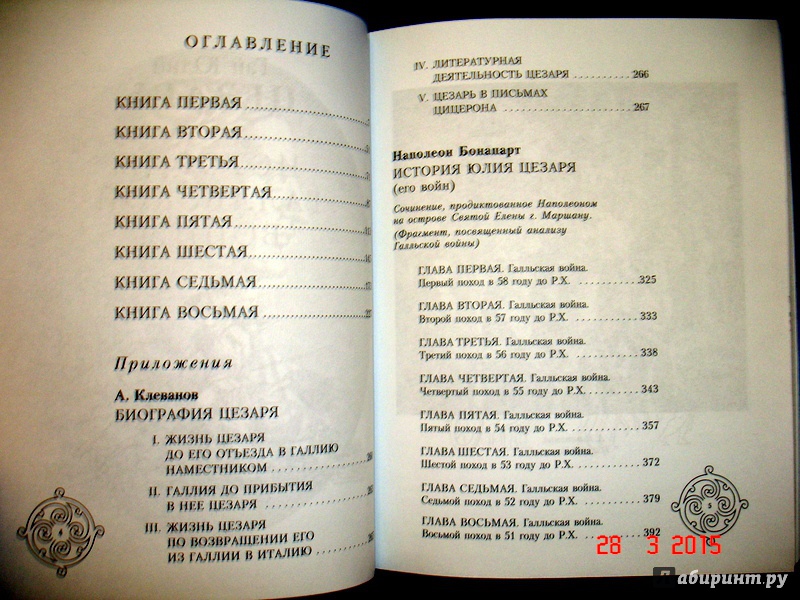 ОГЛАВЛЕНИЕ
КНИГА ПЕРВАЯ
КНИГА ВТОРАЯ
КНИГА ТРЕТЬЯ
КНИГА ЧЕТВЕРТАЯ
КНИГА ПЯТАЯ
КНИГА ШЕСТАЯ
КНИГА СЕДЬМАЯ
КНИГА ВОСЬМАЯ
Приложения
А. Клеванов
БИОГРАФИЯ ЦЕЗАРЯ
I. ЖИЗНЬ ЦЕЗАРЯ
ДО ЕГО ОТЪЕЗДА В ГАЛЛИЮ
НАМЕСТНИКОМ
II. ГАЛЛИЯ ДО ПРИБЫТИЯ
В НЕЕ ЦЕЗАРЯ
III. ЖИЗНЬ ЦЕЗАРЯ
ПО ВОЗВРАЩЕНИИ ЕГО
ИЗ ГАЛЛИИ В ИТАЛИЮ
4
IV. ЛИТЕРАТУРНАЯ
ДЕЯТЕЛЬНОСТЬ ЦЕЗАРЯ .......... 266
V. ЦЕЗАРЬ В ПИСЬМАХ
ЦИЦЕРОНА .................... 267
Наполеон Бонапарт
ИСТОРИЯ ЮЛИЯ ЦЕЗАРЯ
(его войн)
Сочинение, продиктованное Наполеоном
на острове Святой Елены г. Маршану.
(Фрагмент, посвященный анализу
Галльской войны)
ГЛАВА ПЕРВАЯ. Галльская война.
Первый поход в 58 году до Р.Х. ........... 325
ГЛАВА ВТОРАЯ. Галльская война.
Второй поход в 57 году до Р.Х. ........... 333
ГЛАВА ТРЕТЬЯ. Галльская война.
Третий поход в 56 году до Р.Х. ........... 338
ГЛАВА ЧЕТВЕРТАЯ. Галльская война.
Четвертый поход в 55 году до Р.Х. ........ 343
ГЛАВА ПЯТАЯ. Галльская война.
Пятый поход в 54 году до Р.Х. ............ 357
ГЛАВА ШЕСТАЯ. Галльская война.
Шестой поход в 53 году до Р.Х. ........... 372
ГЛАВА СЕДЬМАЯ. Галльская война.
Седьмой поход в 52 году до Р.Х. .......... 379
ГЛАВА ВОСЬМАЯ. Галльская война.
Восьмой поход в 51 году до Р.Х. .......... 392
5
28 3 2015
Лабиринт.ру